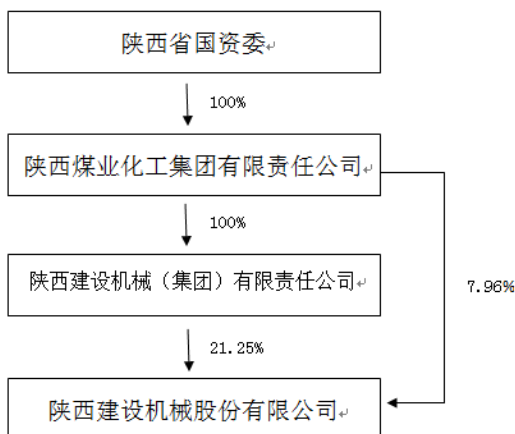 陕西省国资委
100%
陕西煤业化工集团有限责任公司
100%
陕西建设机械（集团）有限责任公司
7.96%
21.25%
陕西建设机械股份有限公司